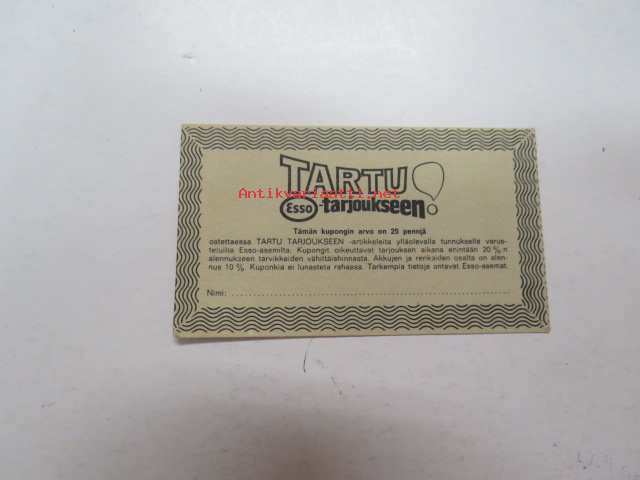 TARTU
Esso -tarjoukseen!
Antikvariaatti.net
Tämän kupongin arvo on 25 penniä
ostettaessa TARTU TARJOUKSEEN -artikkeleita ylläolevalla tunnuksella varus-
tetuilta Esso-asemilta. Kupongit oikeuttavat tarjouksen aikana enintään 20 %:n
alennukseen tarvikkeiden vähittäishinnasta. Akkujen ja renkaiden osalta on alen-
nus 10 %. Kuponkia ei lunasteta rahassa. Tarkempia tietoja antavat Esso-asemat.
Nimi: